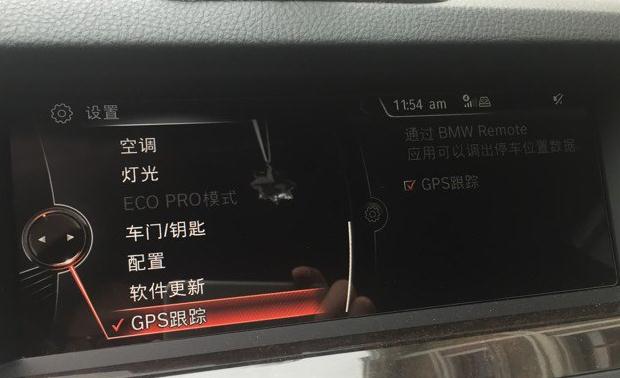 设置
11:54 am
空调
灯光
ECO PRO模式
车门/钥匙
配置
软件更新
GPS跟踪
通过 BMW Remote
应用可以调出停车位置数据.
GPS跟踪